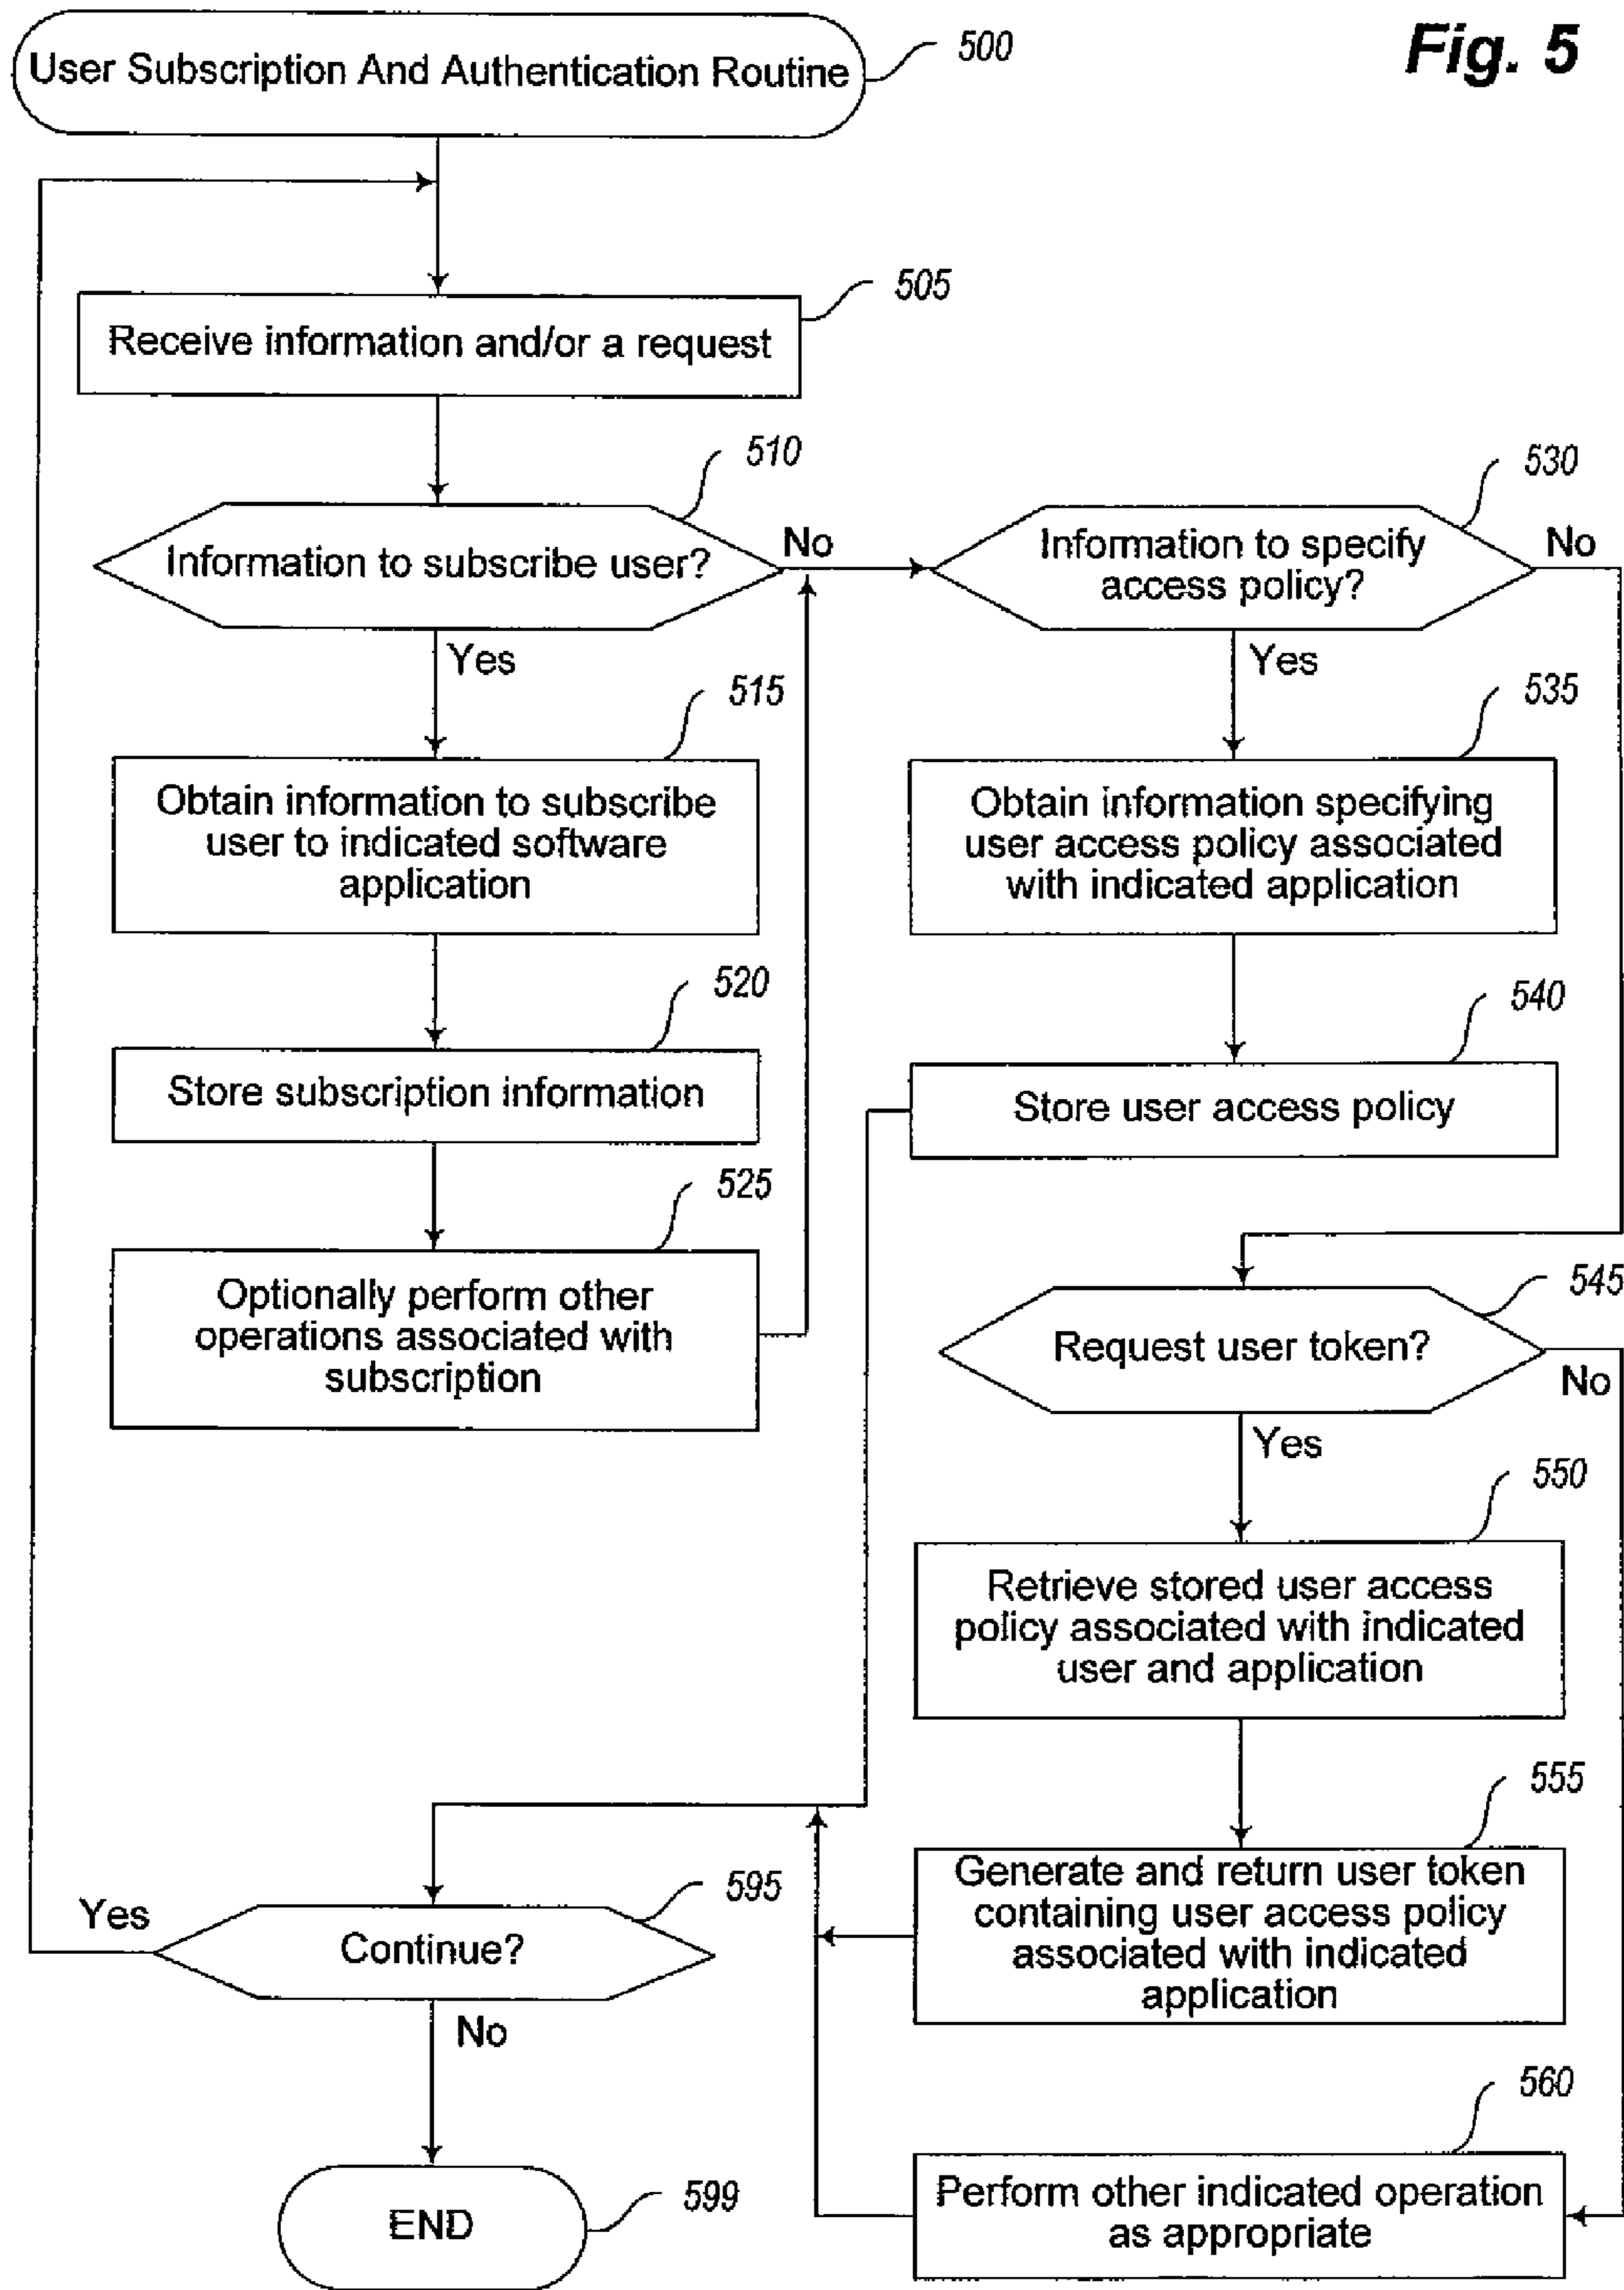 Fig. 5
User Subscription And Authentication Routine
500
505
Receive information and/or a request
510
Information to subscribe user?
No
Yes
515
Obtain information to subscribe
user to indicated software
application
520
Store subscription information
525
Optionally perform other
operations associated with
subscription
530
Information to specify
access policy?
No
Yes
535
Obtain information specifying
user access policy associated
with indicated application
540
Store user access policy
545
Request user token?
No
Yes
550
Retrieve stored user access
policy associated with indicated
user and application
555
Generate and return user token
containing user access policy
associated with indicated
application
560
Perform other indicated operation
as appropriate
595
Yes
Continue?
No
599
END